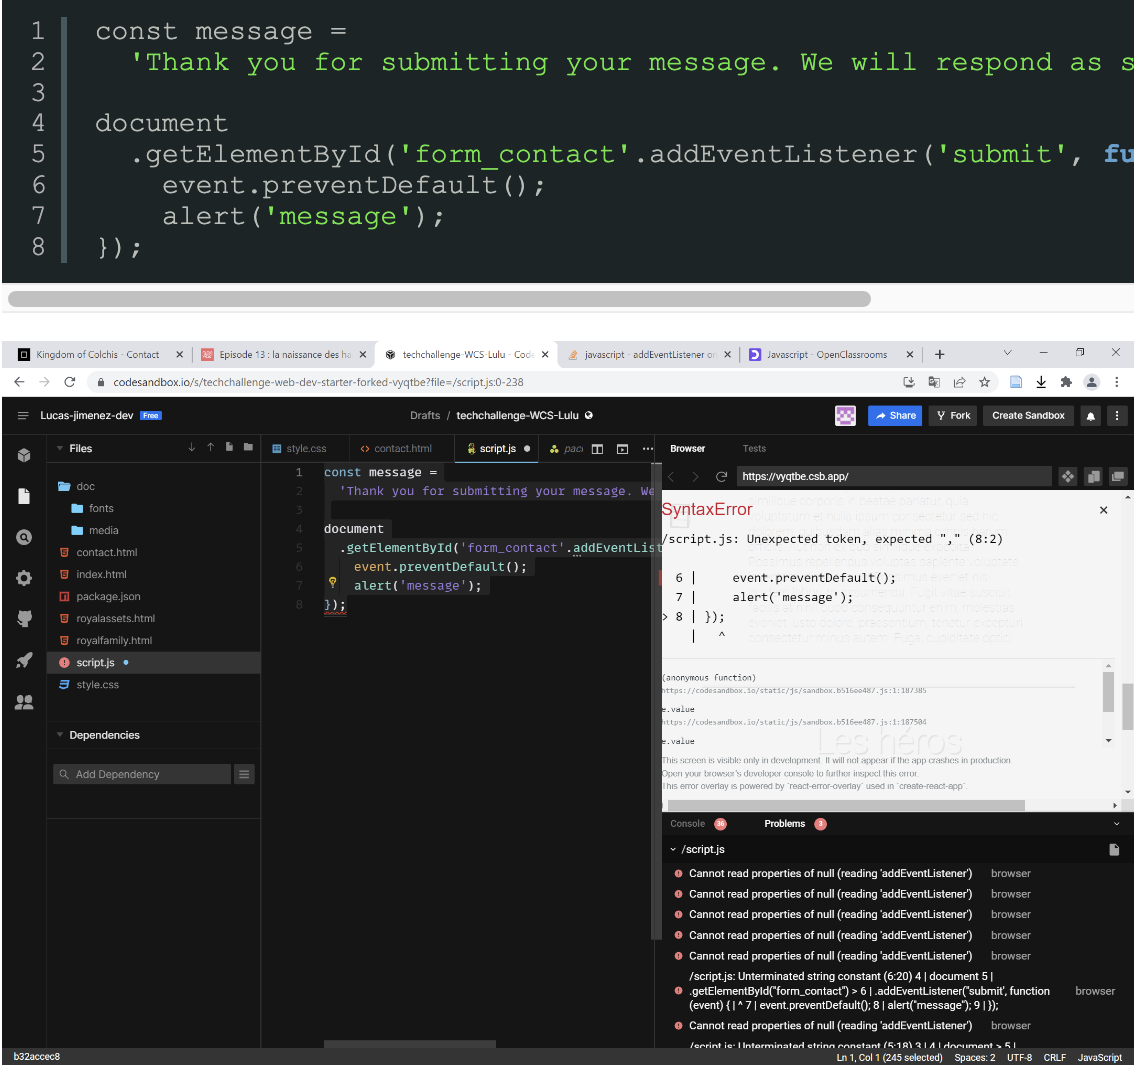 1 const message =
2 'Thank you for submitting your message. We will respond as s
3
4 document
5 .getElementById('form_contact'.addEventListener('submit', fu
6 event.preventDefault();
7 alert('message');
8 });
Kingdom of Colchis - Contact
Episode 13 : la naissance des ha
techchallenge-WCS-Lulu - Code
javascript - addEventListener on
Javascript - OpenClassrooms
codesandbox.io/s/techchallenge-web-dev-starter-forked-vyqtbe?file=/script.js:0-238
Lucas-jimenez-dev Free
Drafts / techchallenge-WCS-Lulu
Share
Fork
Create Sandbox
Files
doc
fonts
media
contact.html
index.html
package.json
royalassets.html
royalfamily.html
script.js
style.css
Dependencies
Add Dependency
style.css
contact.html
script.js
pac
1 const message =
2 'Thank you for submitting your message. We
3
4 document
5 .getElementById('form_contact'.addEventList
6 event.preventDefault();
7 alert('message');
8 });
Browser
Tests
https://vyqtbe.csb.app/
SyntaxError
/script.js: Unexpected token, expected "," (8:2)
6 | event.preventDefault();
7 | alert('message');
> 8 | });
| ^
(anonymous function)
https://codesandbox.io/static/js/sandbox.b516ee487.js:1:187385
e.value
https://codesandbox.io/static/js/sandbox.b516ee487.js:1:187504
e.value
Les héros
This screen is visible only in development. It will not appear if the app crashes in production.
Open your browser's developer console to further inspect this error.
This error overlay is powered by `react-error-overlay` used in `create-react-app`.
Console 36
Problems 3
/script.js
Cannot read properties of null (reading 'addEventListener') browser
Cannot read properties of null (reading 'addEventListener') browser
Cannot read properties of null (reading 'addEventListener') browser
Cannot read properties of null (reading 'addEventListener') browser
Cannot read properties of null (reading 'addEventListener') browser
/script.js: Unterminated string constant (6:20) 4 | document 5 |
.getElementById("form_contact") > 6 | .addEventListener("submit', function
(event) { | ^ 7 | event.preventDefault(); 8 | alert("message"); 9 | });
browser
Cannot read properties of null (reading 'addEventListener') browser
/script.js: Unterminated string constant (5:18) 3 | 4 | document > 5 |
b32accec8
Ln 1, Col 1 (245 selected) Spaces: 2 UTF-8 CRLF JavaScript